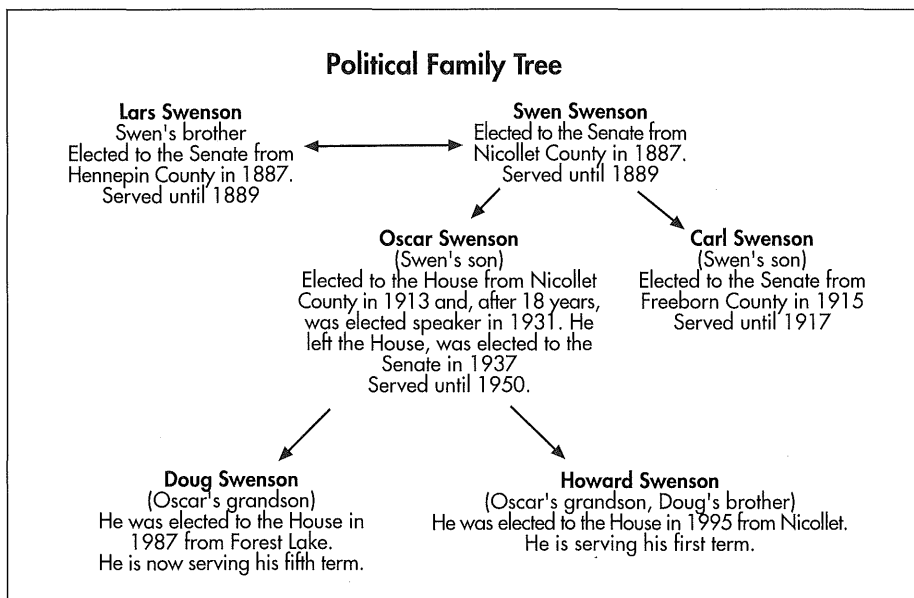 Political Family Tree
Lars Swenson
Swen's brother
Elected to the Senate from
Hennepin County in 1887.
Served until 1889
Swen Swenson
Elected to the Senate from
Nicollet County in 1887.
Served until 1889
Oscar Swenson
(Swen's son)
Elected to the House from Nicollet
County in 1913 and, after 18 years,
was elected speaker in 1931. He
left the House, was elected to the
Senate in 1937
Served until 1950.
Carl Swenson
(Swen's son)
Elected to the Senate from
Freeborn County in 1915
Served until 1917
Doug Swenson
(Oscar's grandson)
He was elected to the House in
1987 from Forest Lake.
He is now serving his fifth term.
Howard Swenson
(Oscar's grandson, Doug's brother)
He was elected to the House in 1995 from Nicollet.
He is serving his first term.